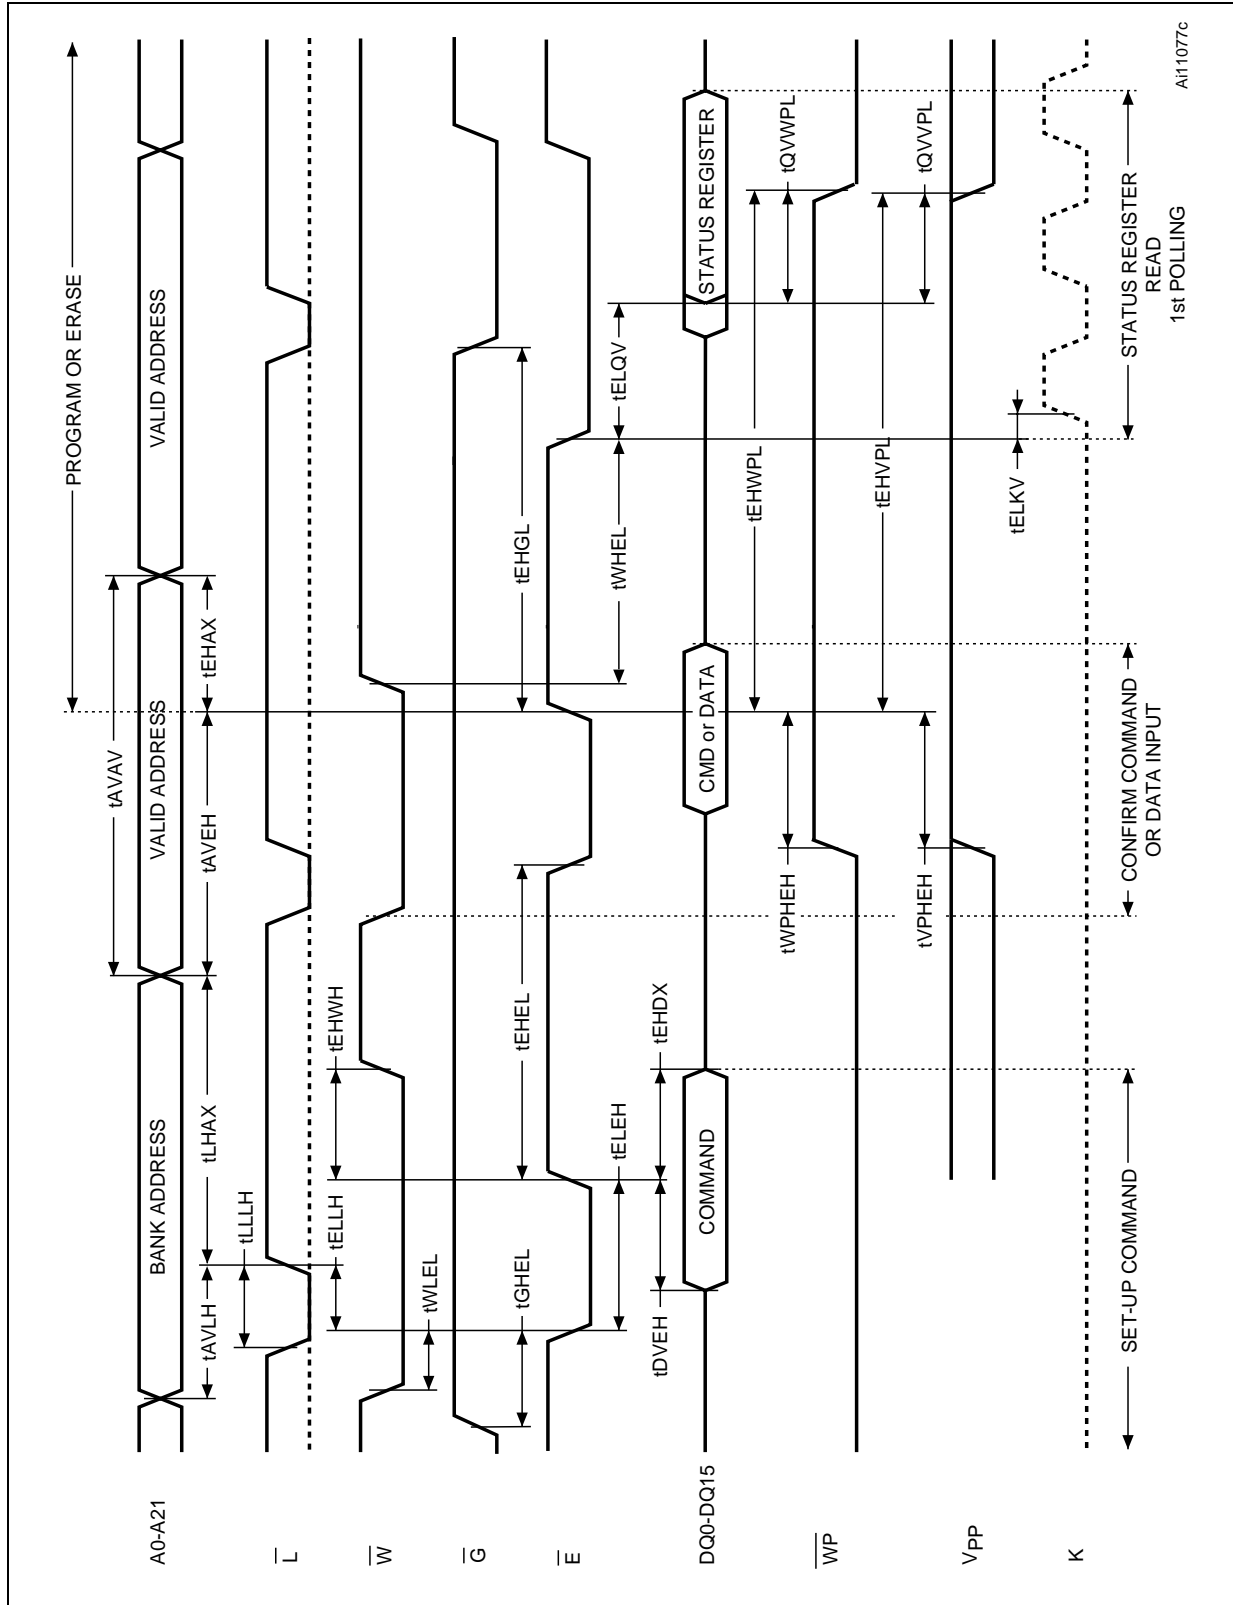 A0-A21
BANK ADDRESS
VALID ADDRESS
VALID ADDRESS
PROGRAM OR ERASE
tAVAV
tAVLH
tLHAX
tAVEH
tEHAX
tLLLH
L
tELLH
tEHWH
W
tWLEL
G
tGHEL
tEHEL
tEHGL
E
tELEH
tWHEL
tELQV
tDVEH
tEHDX
DQ0-DQ15
COMMAND
CMD or DATA
STATUS REGISTER
tEHWPL
tWPHEH
tQVWPL
WP
tEHVPL
tVPHEH
tQVVPL
VPP
tELKV
K
SET-UP COMMAND
CONFIRM COMMAND
OR DATA INPUT
STATUS REGISTER
READ
1st POLLING
Ai11077c